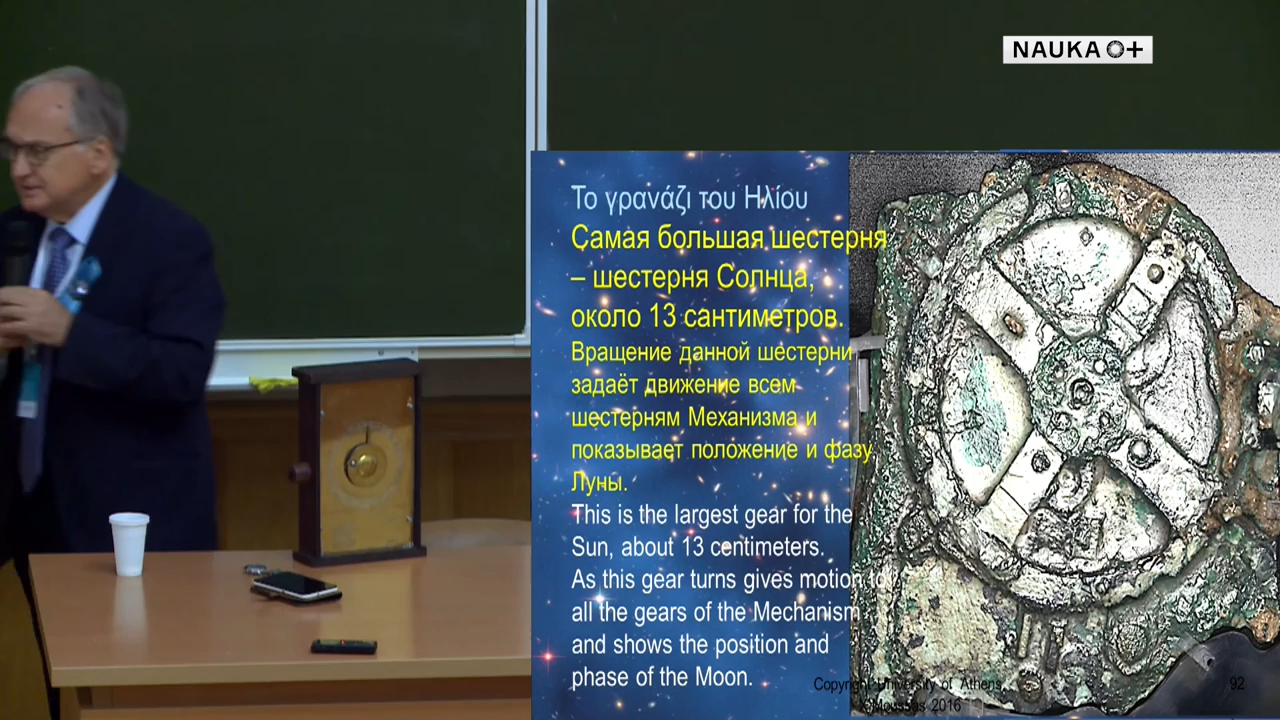 NAUKA O+
Το γρανάζι του Ηλίου
Самая большая шестерня
– шестерня Солнца,
около 13 сантиметров.
Вращение данной шестерни
задаёт движение всем
шестерням Механизма и
показывает положение и фазу
Луны.
This is the largest gear for the
Sun, about 13 centimeters.
As this gear turns gives motion to
all the gears of the Mechanism
and shows the position and
phase of the Moon.
Copyright University of Athens,
Moussas 2016
92